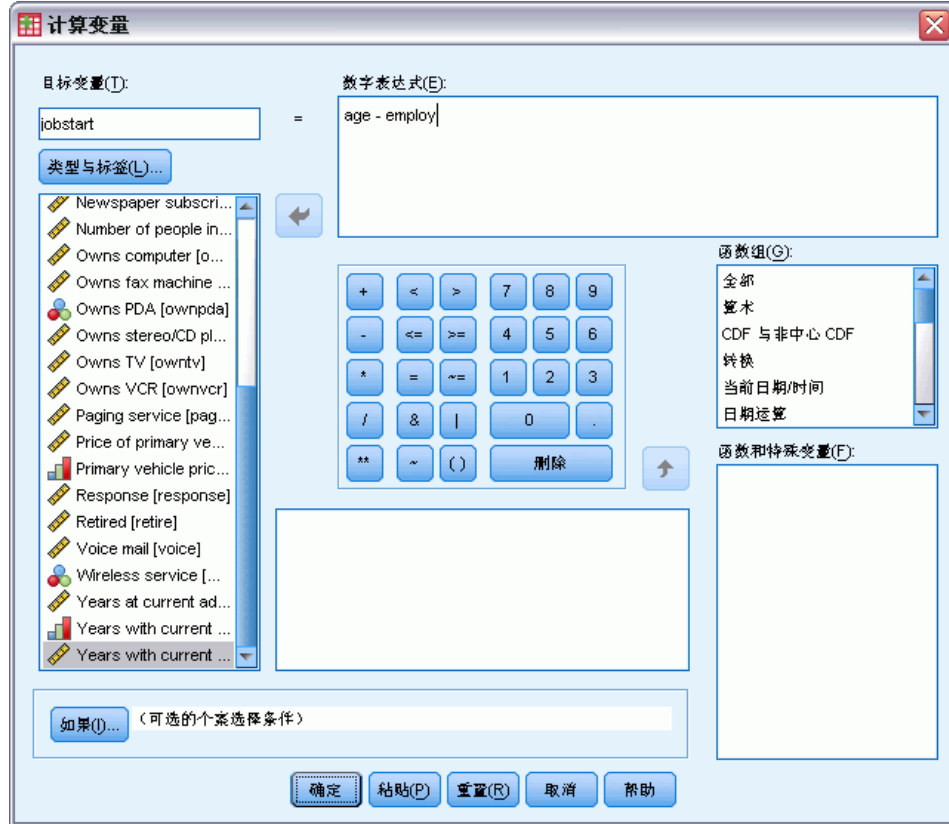 计算变量
目标变量(T):
数字表达式(E):
jobstart
=
age - employ
类型与标签(L)...
Newspaper subscri...
Number of people in...
Owns computer [o...
Owns fax machine ...
Owns PDA [ownpda]
Owns stereo/CD pl...
Owns TV [owntv]
Owns VCR [ownvcr]
Paging service [pag...
Price of primary ve...
Primary vehicle pric...
Response [response]
Retired [retire]
Voice mail [voice]
Wireless service [...
Years at current ad...
Years with current ...
Years with current ...
+ < > 7 8 9
- <= >= 4 5 6
* = ~= 1 2 3
/ & | 0 .
** ~ ( ) 删除
函数组(G):
全部
算术
CDF 与非中心 CDF
转换
当前日期/时间
日期运算
函数和特殊变量(F):
如果(I)... （可选的个案选择条件）
确定 粘贴(P) 重置(R) 取消 帮助